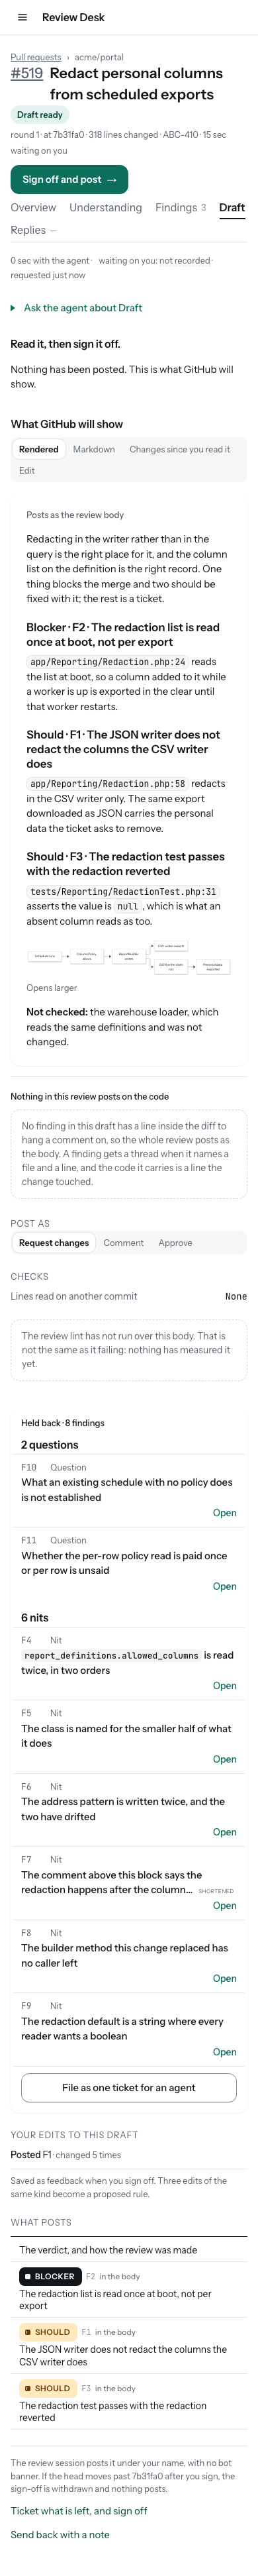 Review Desk
Pull requests › acme/portal
#519 Redact personal columns
from scheduled exports
Draft ready
round 1 · at 7b31fa0 · 318 lines changed · ABC-410 · 15 sec
waiting on you
Sign off and post →
Overview Understanding Findings 3 Draft
Replies —
0 sec with the agent · waiting on you: not recorded ·
requested just now
Ask the agent about Draft
Read it, then sign it off.
Nothing has been posted. This is what GitHub will
show.
What GitHub will show
Rendered Markdown Changes since you read it
Edit
Posts as the review body
Redacting in the writer rather than in the
query is the right place for it, and the column
list on the definition is the right record. One
thing blocks the merge and two should be
fixed with it; the rest is a ticket.
Blocker · F2 · The redaction list is read
once at boot, not per export
app/Reporting/Redaction.php:24 reads
the list at boot, so a column added to it while
a worker is up is exported in the clear until
that worker restarts.
Should · F1 · The JSON writer does not
redact the columns the CSV writer
does
app/Reporting/Redaction.php:58 redacts
in the CSV writer only. The same export
downloaded as JSON carries the personal
data the ticket asks to remove.
Should · F3 · The redaction test passes
with the redaction reverted
tests/Reporting/RedactionTest.php:31
asserts the value is null, which is what an
absent column reads as too.
Opens larger
Not checked: the warehouse loader, which
reads the same definitions and was not
changed.
Nothing in this review posts on the code
No finding in this draft has a line inside the diff to
hang a comment on, so the whole review posts as
the body. A finding gets a thread when it names a
file and a line, and the code it carries is a line the
change touched.
POST AS
Request changes Comment Approve
CHECKS
Lines read on another commit None
The review lint has not run over this body. That is
not the same as it failing: nothing has measured it
yet.
Held back · 8 findings
2 questions
F10 Question
What an existing schedule with no policy does
is not established
Open
F11 Question
Whether the per-row policy read is paid once
or per row is unsaid
Open
6 nits
F4 Nit
report_definitions.allowed_columns is read
twice, in two orders
Open
F5 Nit
The class is named for the smaller half of what
it does
Open
F6 Nit
The address pattern is written twice, and the
two have drifted
Open
F7 Nit
The comment above this block says the
redaction happens after the column... SHORTENED
Open
F8 Nit
The builder method this change replaced has
no caller left
Open
F9 Nit
The redaction default is a string where every
reader wants a boolean
Open
File as one ticket for an agent
YOUR EDITS TO THIS DRAFT
Posted F1 · changed 5 times
Saved as feedback when you sign off. Three edits of the
same kind become a proposed rule.
WHAT POSTS
The verdict, and how the review was made
BLOCKER F2 in the body
The redaction list is read once at boot, not per
export
SHOULD F1 in the body
The JSON writer does not redact the columns the
CSV writer does
SHOULD F3 in the body
The redaction test passes with the redaction
reverted
The review session posts it under your name, with no bot
banner. If the head moves past 7b31fa0 after you sign, the
sign-off is withdrawn and nothing posts.
Ticket what is left, and sign off
Send back with a note